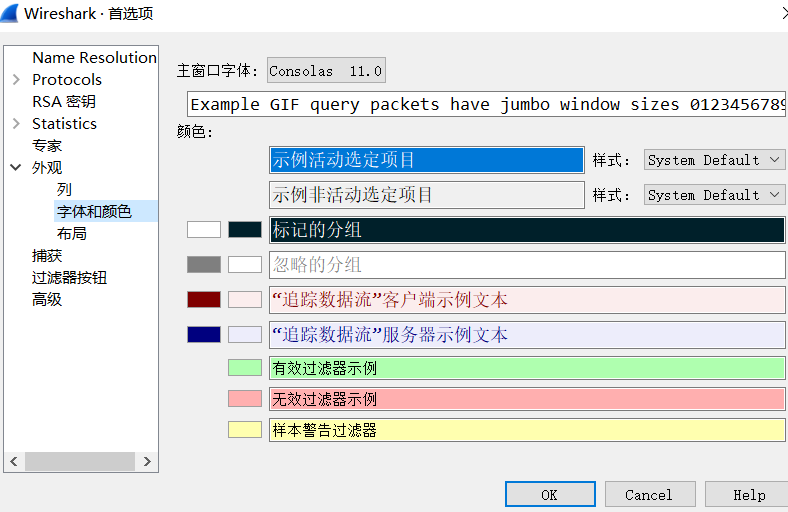 Wireshark · 首选项
Name Resolution
Protocols
RSA 密钥
Statistics
专家
外观
列
字体和颜色
布局
捕获
过滤器按钮
高级
主窗口字体: Consolas 11.0
Example GIF query packets have jumbo window sizes 0123456789
颜色:
示例活动选定项目 样式: System Default
示例非活动选定项目 样式: System Default
标记的分组
忽略的分组
“追踪数据流”客户端示例文本
“追踪数据流”服务器示例文本
有效过滤器示例
无效过滤器示例
样本警告过滤器
OK Cancel Help